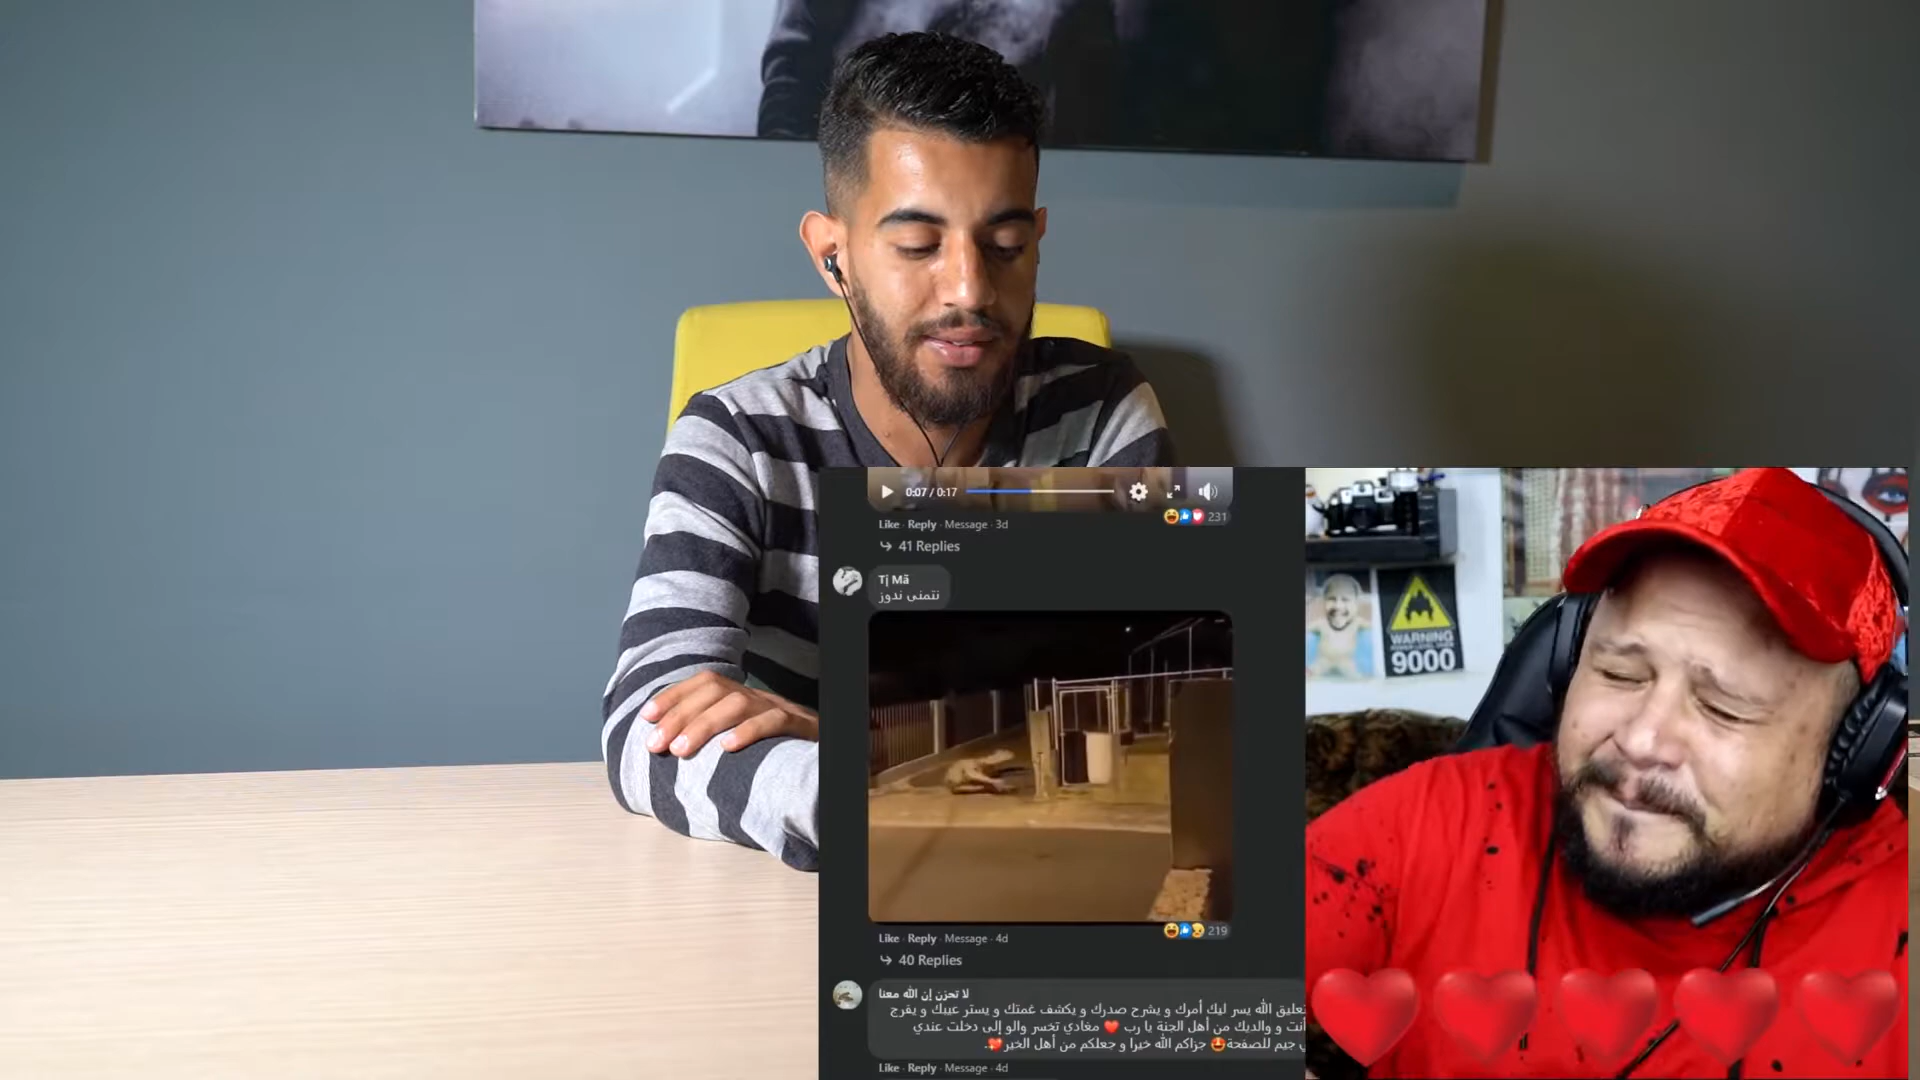 0:07 / 0:17
231
Like · Reply · Message · 3d
41 Replies
Tį Mã
نتمنى ندوز
219
Like · Reply · Message · 4d
40 Replies
لا تحزن إن الله معنا
تعليق الله يسر ليك أمرك و يشرح صدرك و يكشف غمتك و يستر عيبك و يفرج
أنت و والديك من أهل الجنة يا رب ❤️ مغادي تخسر والو إلى دخلت عندي
جيم للصفحة🤩 جزاكم الله خيرا و جعلكم من أهل الخير💖.
Like · Reply · Message · 4d
WARNING
9000